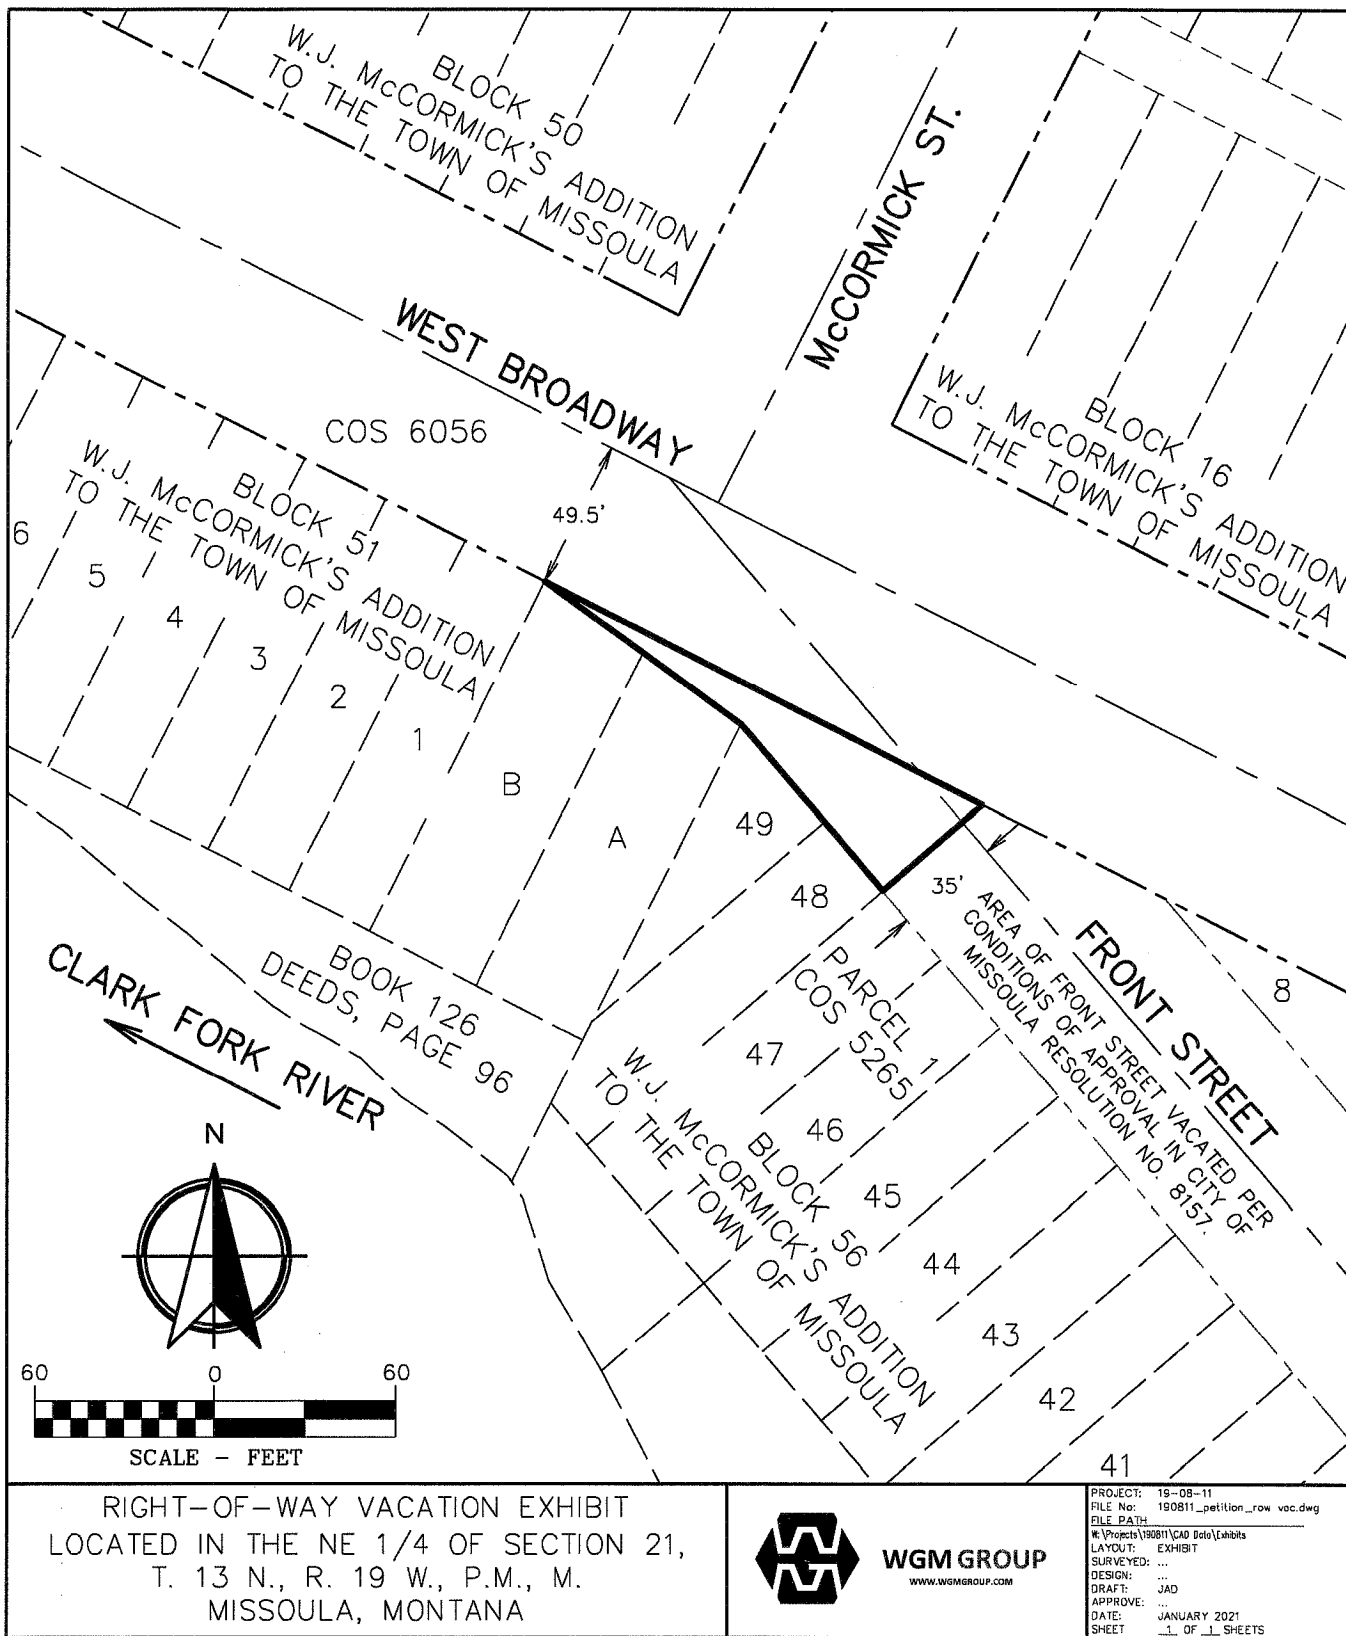 BLOCK 50
W.J. McCORMICK'S ADDITION
TO THE TOWN OF MISSOULA
McCORMICK ST.
WEST BROADWAY
BLOCK 16
W.J. McCORMICK'S ADDITION
TO THE TOWN OF MISSOULA
COS 6056
49.5'
BLOCK 51
W.J. McCORMICK'S ADDITION
TO THE TOWN OF MISSOULA
6
5
4
3
2
1
B
A
49
48
35'
AREA OF FRONT STREET VACATED PER
CONDITIONS OF APPROVAL IN CITY OF
MISSOULA RESOLUTION NO. 8157.
FRONT STREET
8
PARCEL 1
COS 5265
47
46
45
44
43
42
41
BLOCK 56
W.J. McCORMICK'S ADDITION
TO THE TOWN OF MISSOULA
BOOK 126
DEEDS, PAGE 96
CLARK FORK RIVER
N
60 0 60
SCALE - FEET
RIGHT-OF-WAY VACATION EXHIBIT
LOCATED IN THE NE 1/4 OF SECTION 21,
T. 13 N., R. 19 W., P.M., M.
MISSOULA, MONTANA
WGM GROUP
WWW.WGMGROUP.COM
PROJECT: 19-08-11
FILE No: 190811_petition_row vac.dwg
FILE PATH
W:\Projects\190811\CAD Data\Exhibits
LAYOUT: EXHIBIT
SURVEYED: ...
DESIGN: ...
DRAFT: JAD
APPROVE: ...
DATE: JANUARY 2021
SHEET 1 OF 1 SHEETS